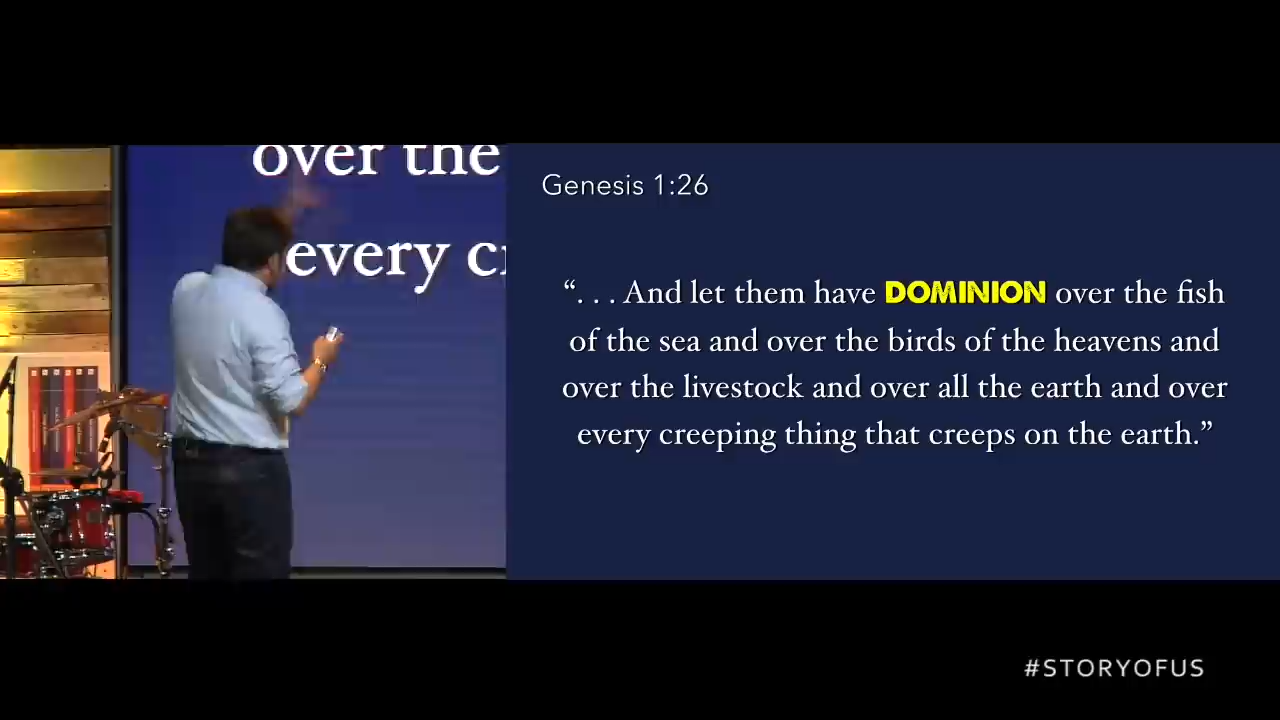 over the
every c
Genesis 1:26
“. . . And let them have DOMINION over the fish
of the sea and over the birds of the heavens and
over the livestock and over all the earth and over
every creeping thing that creeps on the earth.”
#STORYOFUS